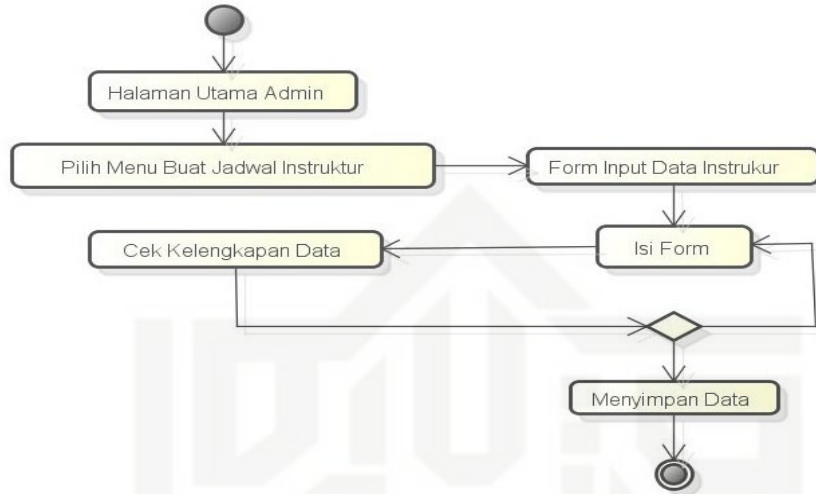 Halaman Utama Admin
Pilih Menu Buat Jadwal Instruktur
Form Input Data Instrukur
Isi Form
Cek Kelengkapan Data
Menyimpan Data